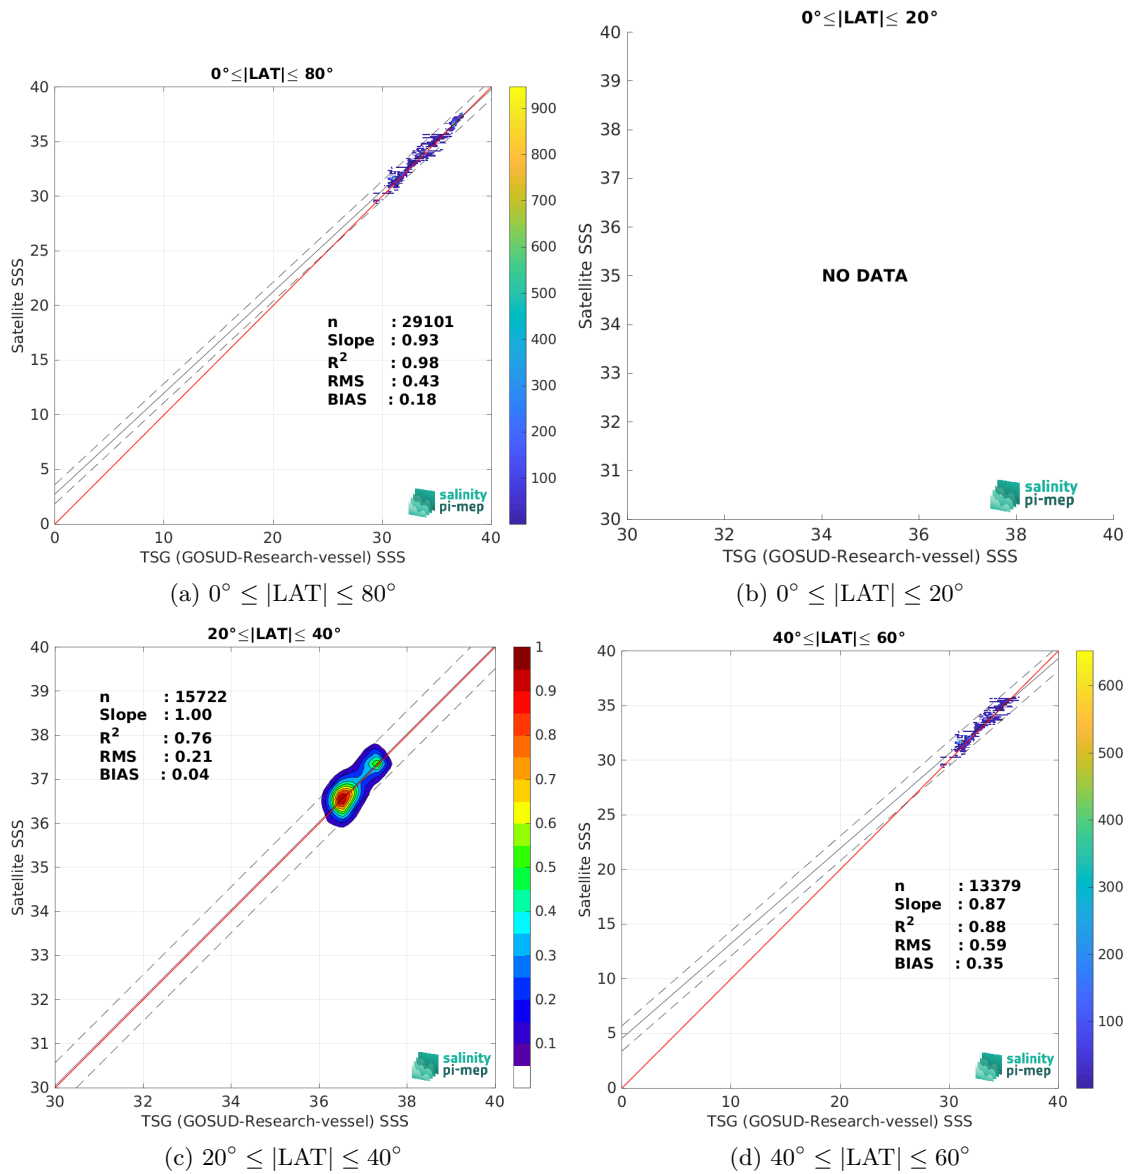 0°≤|LAT|≤ 80°
40
35
30
25
20
15
10
5
0
Satellite SSS
n : 29101
Slope : 0.93
R² : 0.98
RMS : 0.43
BIAS : 0.18
salinity
pi-mep
0 10 20 30 40
TSG (GOSUD-Research-vessel) SSS
900
800
700
600
500
400
300
200
100
(a) 0° ≤ |LAT| ≤ 80°
0°≤|LAT|≤ 20°
40
39
38
37
36
35
34
33
32
31
30
Satellite SSS
NO DATA
salinity
pi-mep
30 32 34 36 38 40
TSG (GOSUD-Research-vessel) SSS
(b) 0° ≤ |LAT| ≤ 20°
20°≤|LAT|≤ 40°
40
39
38
37
36
35
34
33
32
31
30
Satellite SSS
n : 15722
Slope : 1.00
R² : 0.76
RMS : 0.21
BIAS : 0.04
salinity
pi-mep
30 32 34 36 38 40
TSG (GOSUD-Research-vessel) SSS
1
0.9
0.8
0.7
0.6
0.5
0.4
0.3
0.2
0.1
(c) 20° ≤ |LAT| ≤ 40°
40°≤|LAT|≤ 60°
40
35
30
25
20
15
10
5
0
Satellite SSS
n : 13379
Slope : 0.87
R² : 0.88
RMS : 0.59
BIAS : 0.35
salinity
pi-mep
0 10 20 30 40
TSG (GOSUD-Research-vessel) SSS
600
500
400
300
200
100
(d) 40° ≤ |LAT| ≤ 60°